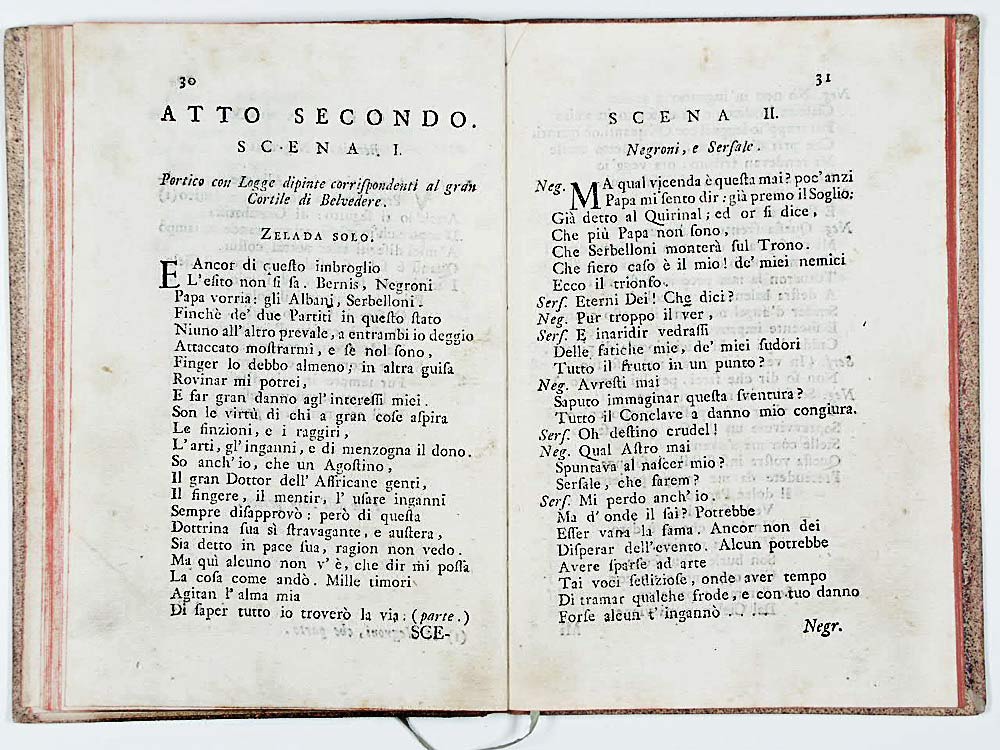 30
ATTO SECONDO.
SCENA I.
Portico con Logge dipinte corriſpondenti al gran
Cortile di Belvedere.
ZELADA SOLO.
E Ancor di queſto imbroglio
L'eſito non ſi ſa. Bernis, Negroni
Papa vorria: gli Albani, Serbelloni.
Finchè de' due Partiti in queſto ſtato
Niuno all'altro prevale, a entrambi io deggio
Attaccato moſtrarmi, e ſe nol ſono,
Finger lo debbo almeno; in altra guiſa
Rovinar mi potrei,
E far gran danno agl'intereſſi miei.
Son le virtù di chi a gran coſe aſpira
Le finzioni, e i raggiri,
L'arti, gl'inganni, e di menzogna il dono.
So anch'io, che un Agoſtino,
Il gran Dottor dell'Affricane genti,
Il fingere, il mentir, l'uſare inganni
Sempre diſapprovò: però di queſta
Dottrina ſua sì ſtravagante, e auſtera,
Sia detto in pace ſua, ragion non vedo.
Ma quì alcuno non v'è, che dir mi poſſa
La coſa come andò. Mille timori
Agitan l'alma mia
Di ſaper tutto io troverò la via: (parte.)
SCE-
31
SCENA II.
Negroni, e Serſale.
Neg. MA qual vicenda è queſta mai? poc'anzi
Papa mi ſento dir: già premo il Soglio;
Già detto al Quirinal; ed or ſi dice,
Che più Papa non ſono,
Che Serbelloni monterà ſul Trono.
Che fiero caſo è il mio! de' miei nemici
Ecco il trionfo.
Serſ. Eterni Dei! Che dici?
Neg. Pur troppo il ver,
Serſ. E inaridir vedraſſi
Delle fatiche mie, de' miei ſudori
Tutto il frutto in un punto?
Neg. Avreſti mai
Saputo immaginar queſta ſventura?
Tutto il Conclave a danno mio congiura.
Serſ. Oh deſtino crudel!
Neg. Qual Aſtro mai
Spuntava al naſcer mio?
Serſale, che farem?
Serſ. Mi perdo anch'io.
Ma d'onde il ſai? Potrebbe
Eſſer vana la fama. Ancor non dei
Diſperar dell'evento. Alcun potrebbe
Avere ſparſe ad arte
Tai voci ſedizioſe, onde aver tempo
Di tramar qualche frode, e con tuo danno
Forſe alcun t'ingannò . . . . .
Negr.